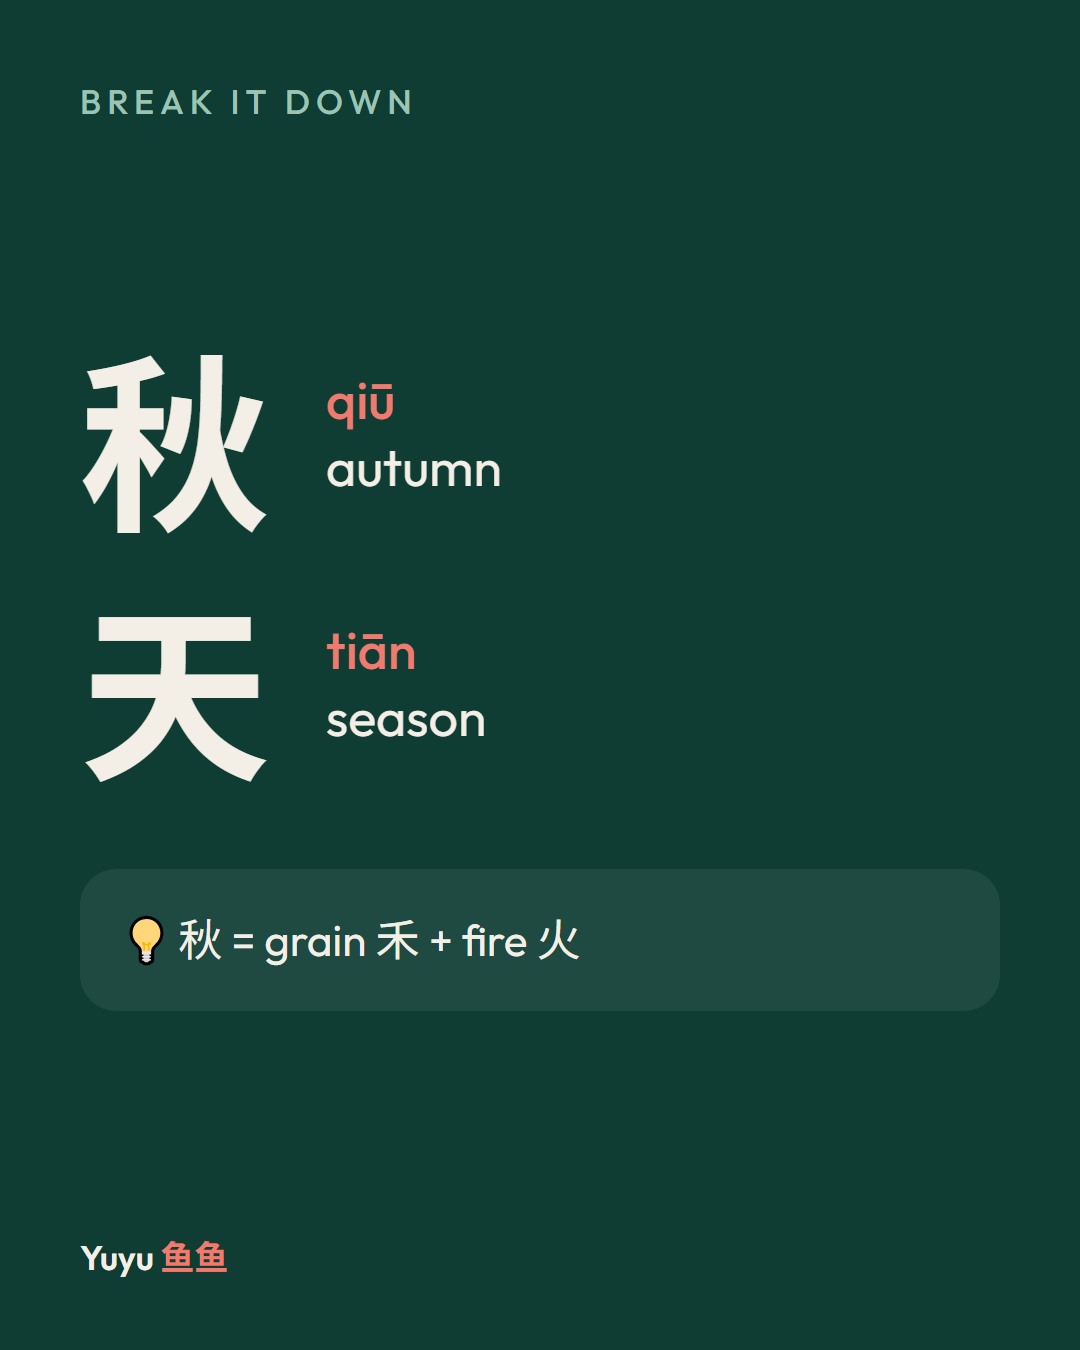 BREAK IT DOWN
秋
qiū
autumn
天
tiān
season
💡 秋 = grain 禾 + fire 火
Yuyu 鱼鱼